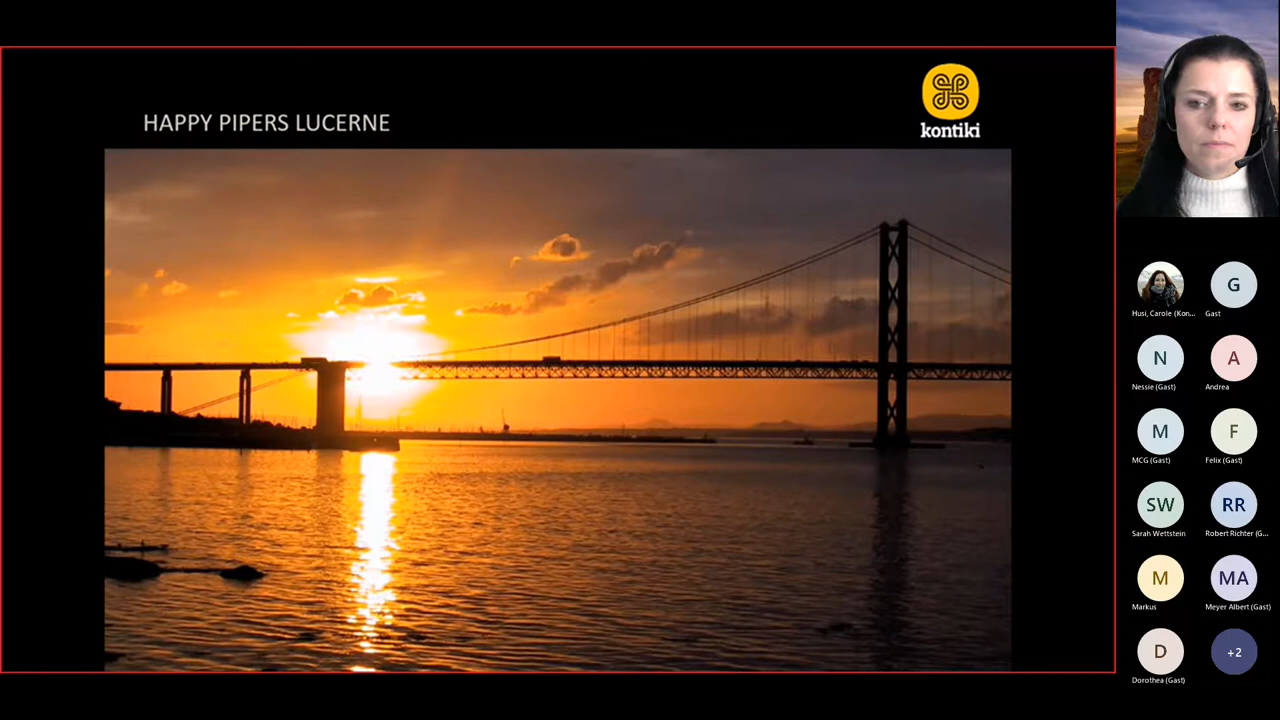 HAPPY PIPERS LUCERNE
kontiki
Husi, Carole (Kon...
G
Gast
N
Nessie (Gast)
A
Andrea
M
MCG (Gast)
F
Felix (Gast)
SW
Sarah Wettstein
RR
Robert Richter (G...
M
Markus
MA
Meyer Albert (Gast)
D
Dorothea (Gast)
+2